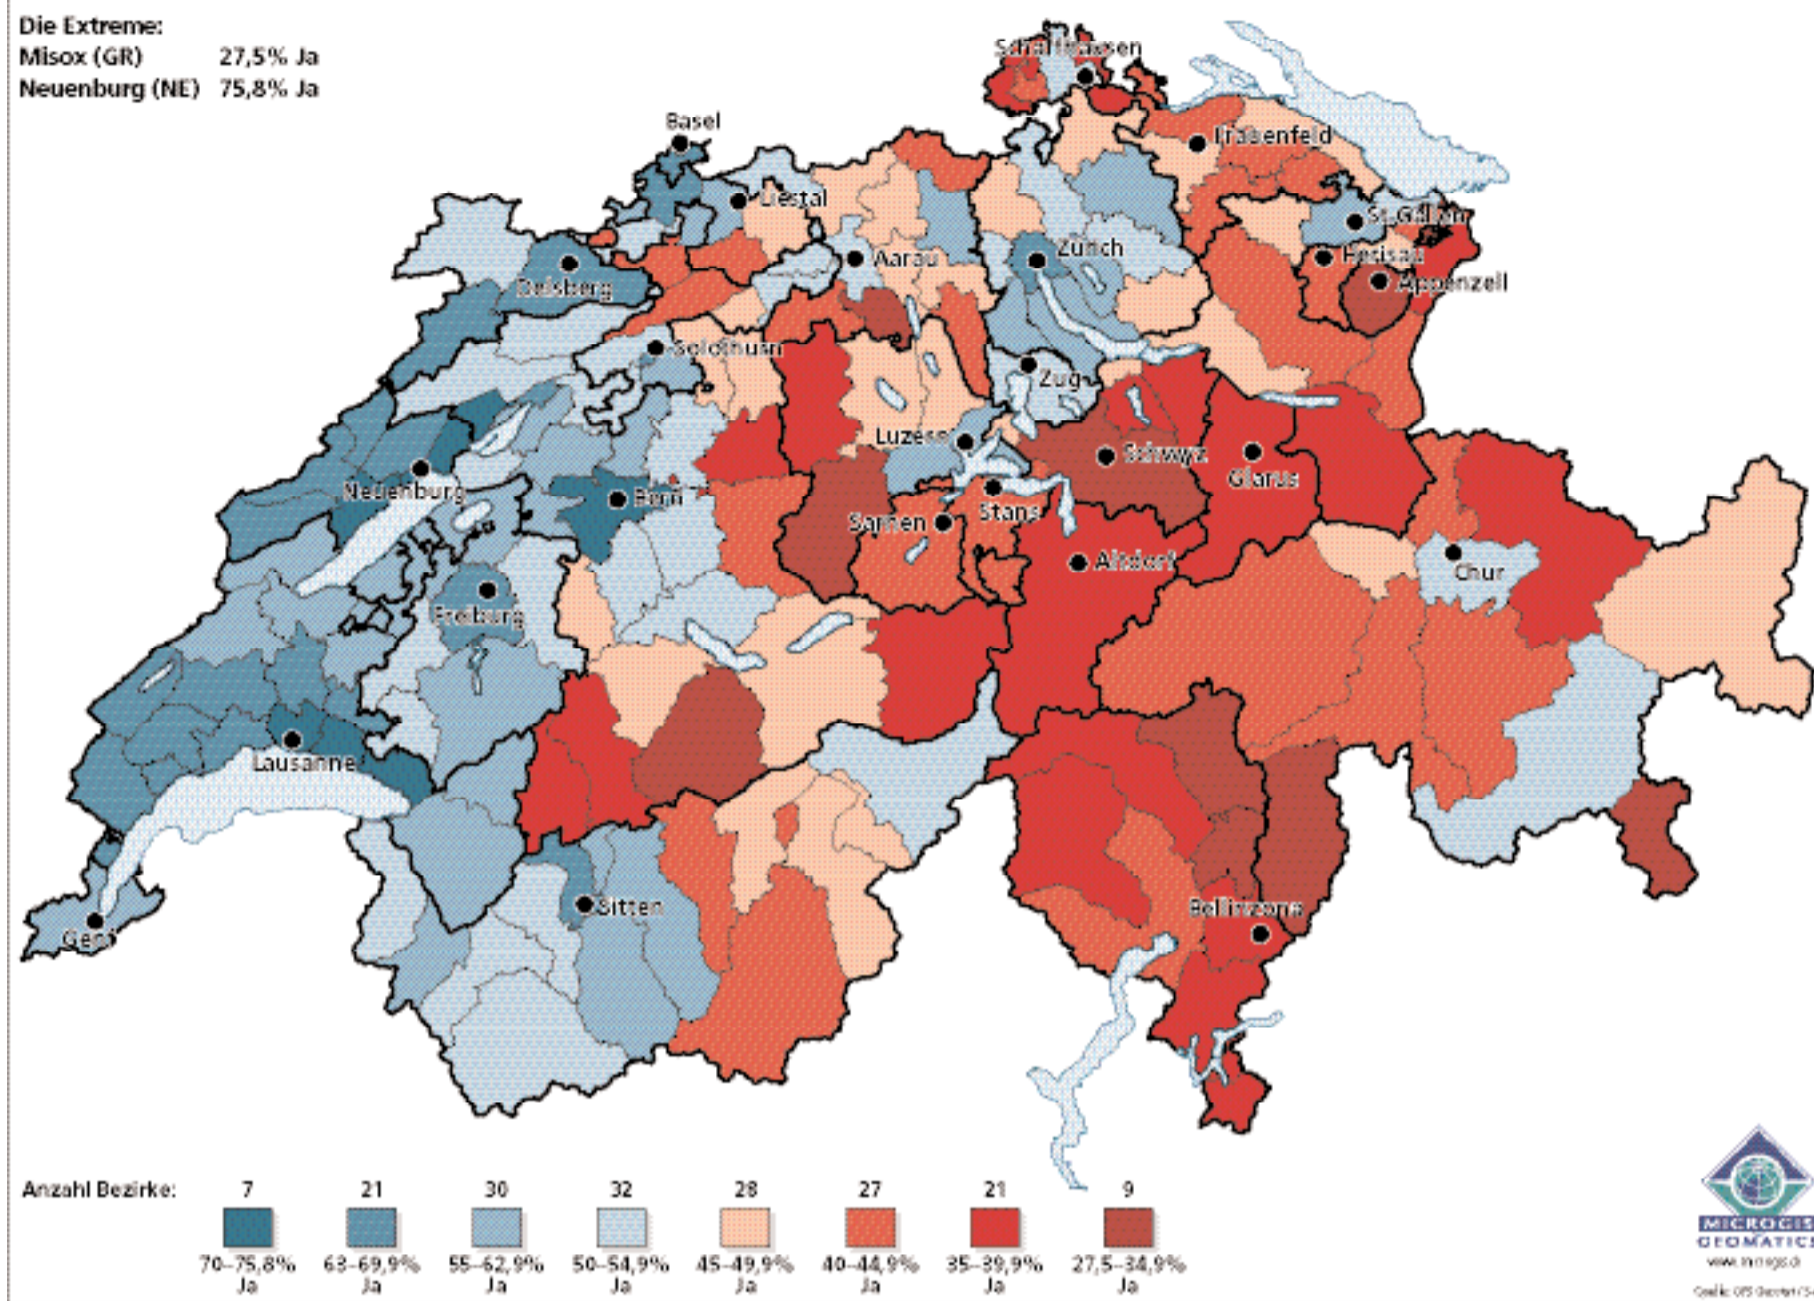 Die Extreme:
Misox (GR) 27,5% Ja
Neuenburg (NE) 75,8% Ja
Schaffhausen
Basel
Frauenfeld
Liestal
St.Gallen
Zürich
Aarau
Herisau
Delsberg
Appenzell
Solothurn
Zug
Luzern
Schwyz
Glarus
Neuenburg
Bern
Stans
Sarnen
Altdorf
Chur
Freiburg
Lausanne
Sitten
Bellinzona
Genf
Anzahl Bezirke: 7 21 30 32 28 27 21 9
70–75,8% 63–69,9% 55–62,9% 50–54,9% 45–49,9% 40–44,9% 35–39,9% 27,5–34,9%
Ja Ja Ja Ja Ja Ja Ja Ja
MICROGIS
GEOMATICS